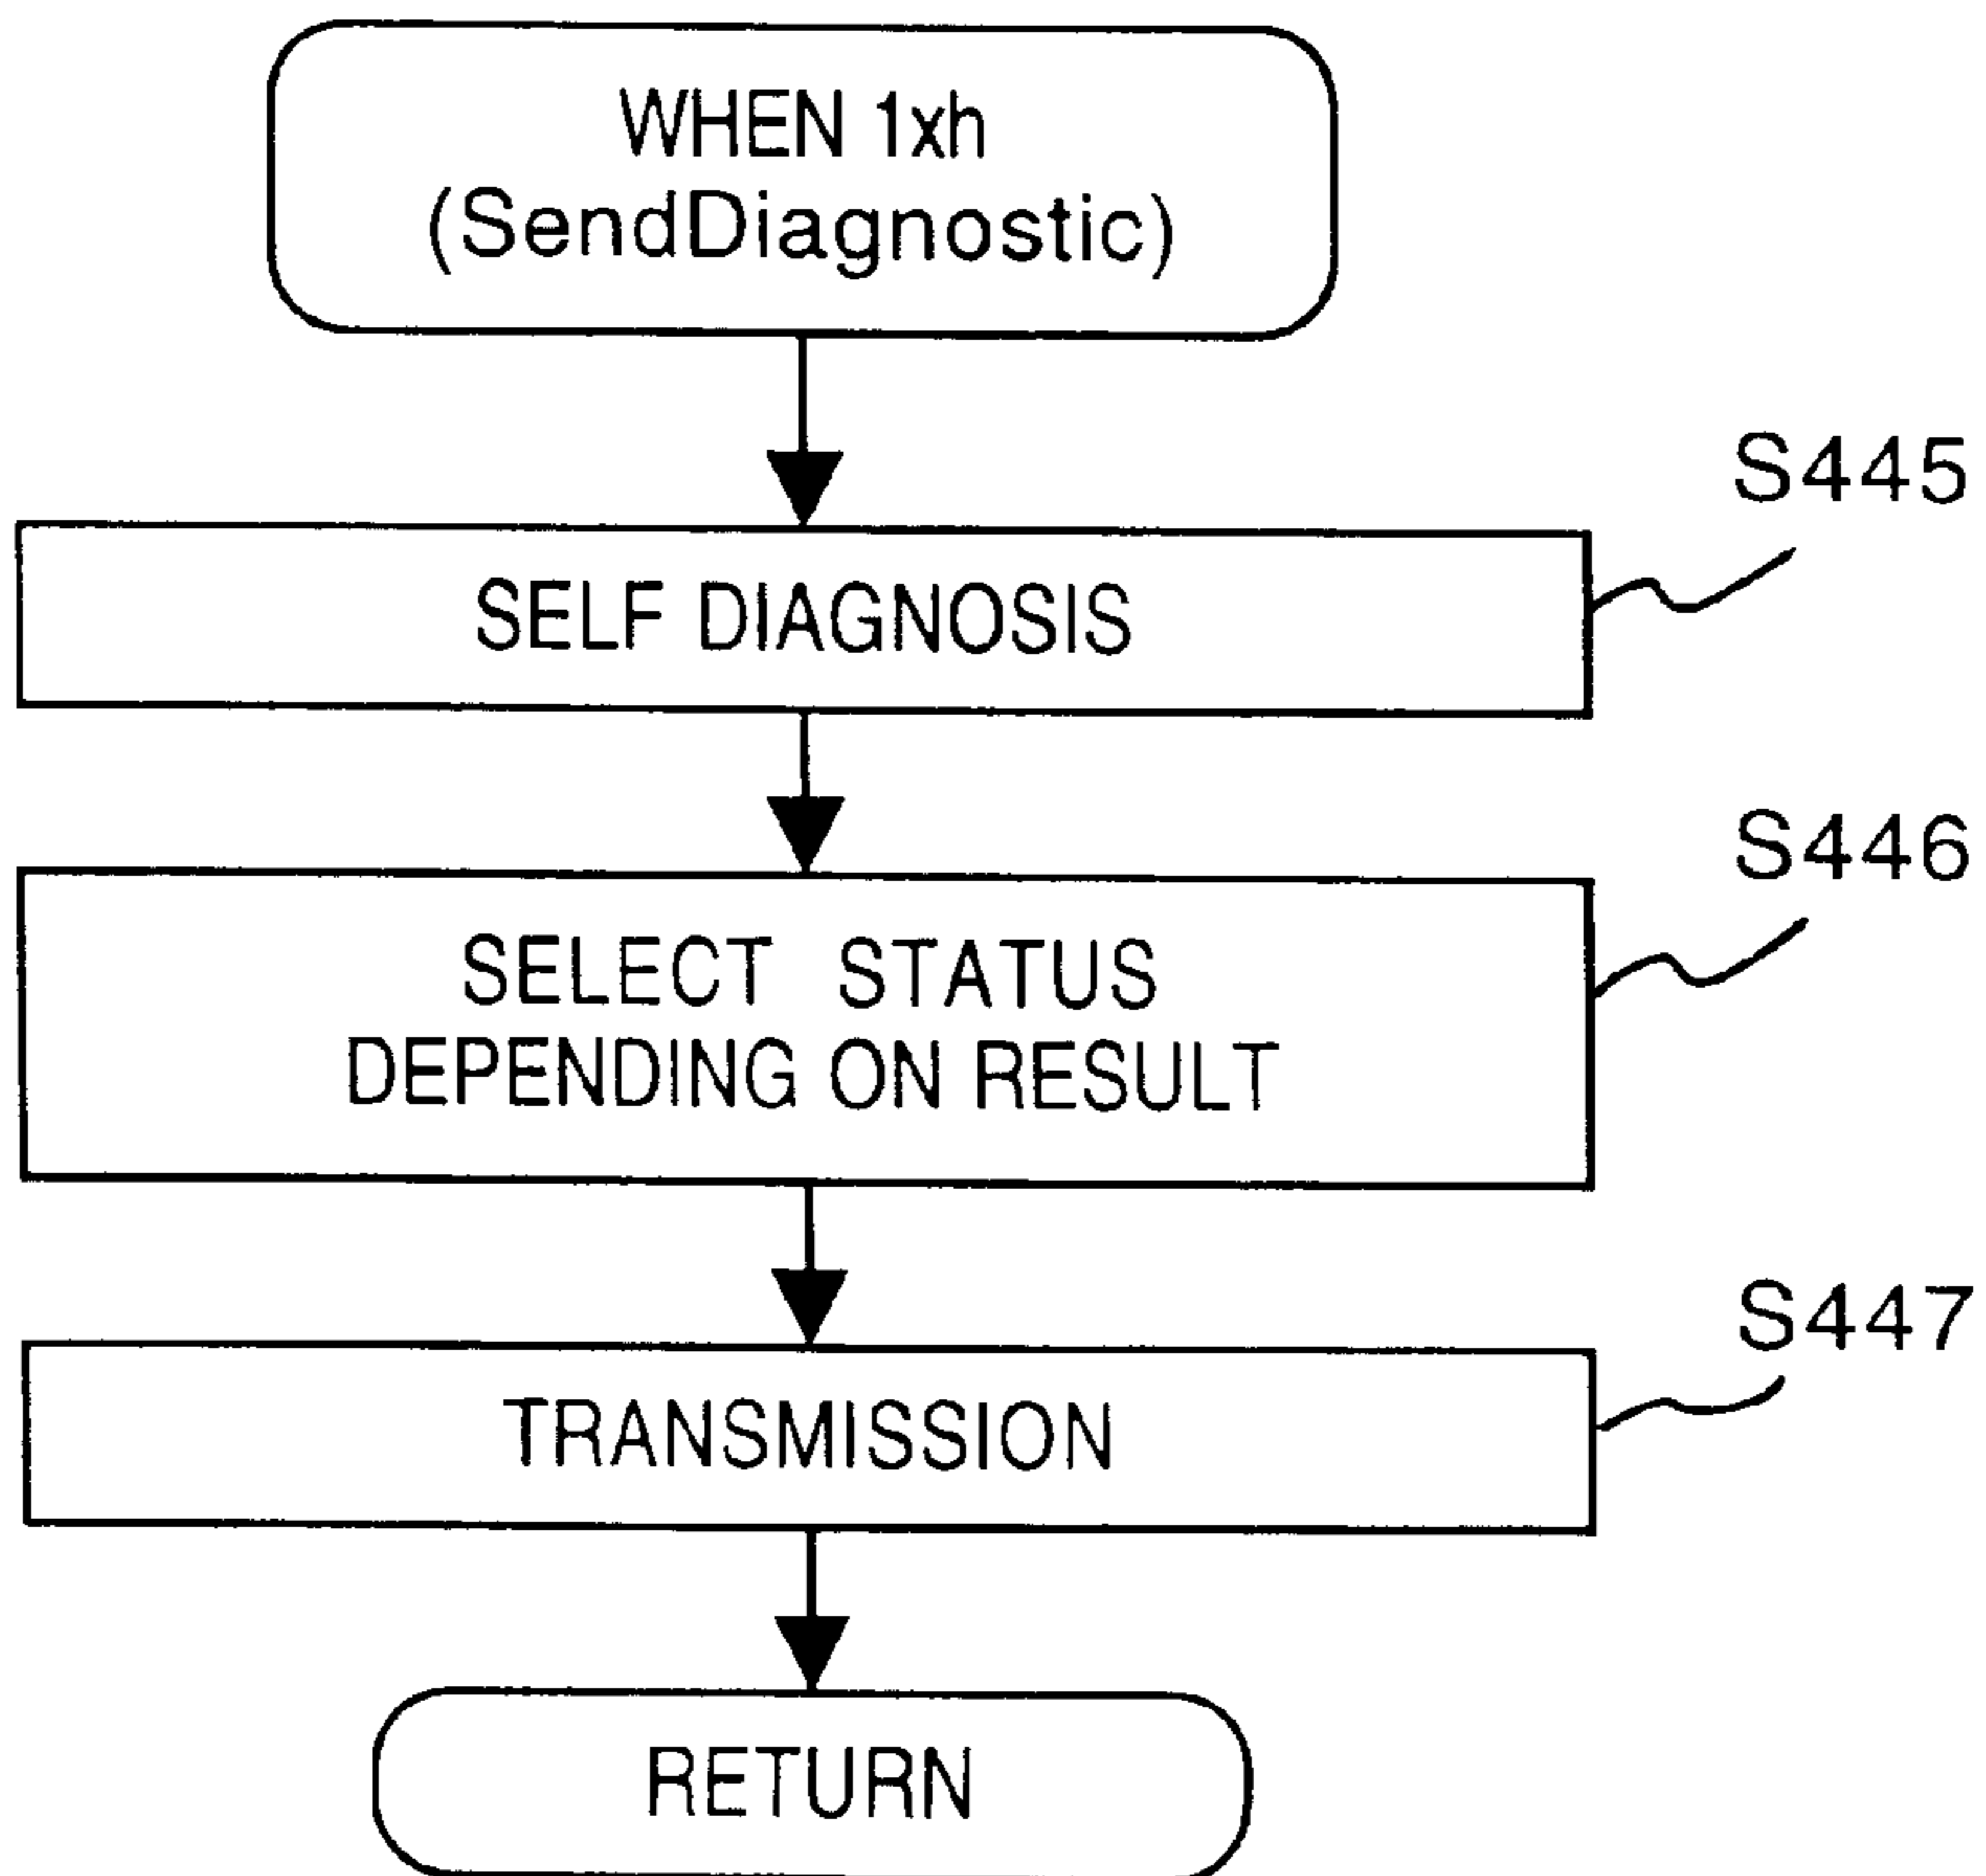 WHEN 1xh
(SendDiagnostic)
S445
SELF DIAGNOSIS
S446
SELECT STATUS
DEPENDING ON RESULT
S447
TRANSMISSION
RETURN